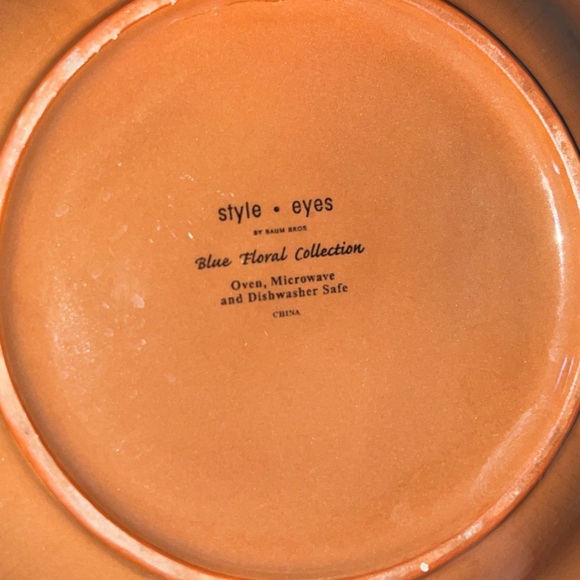 style • eyes
BY BAUM BROS
Blue Floral Collection
Oven, Microwave
and Dishwasher Safe
CHINA